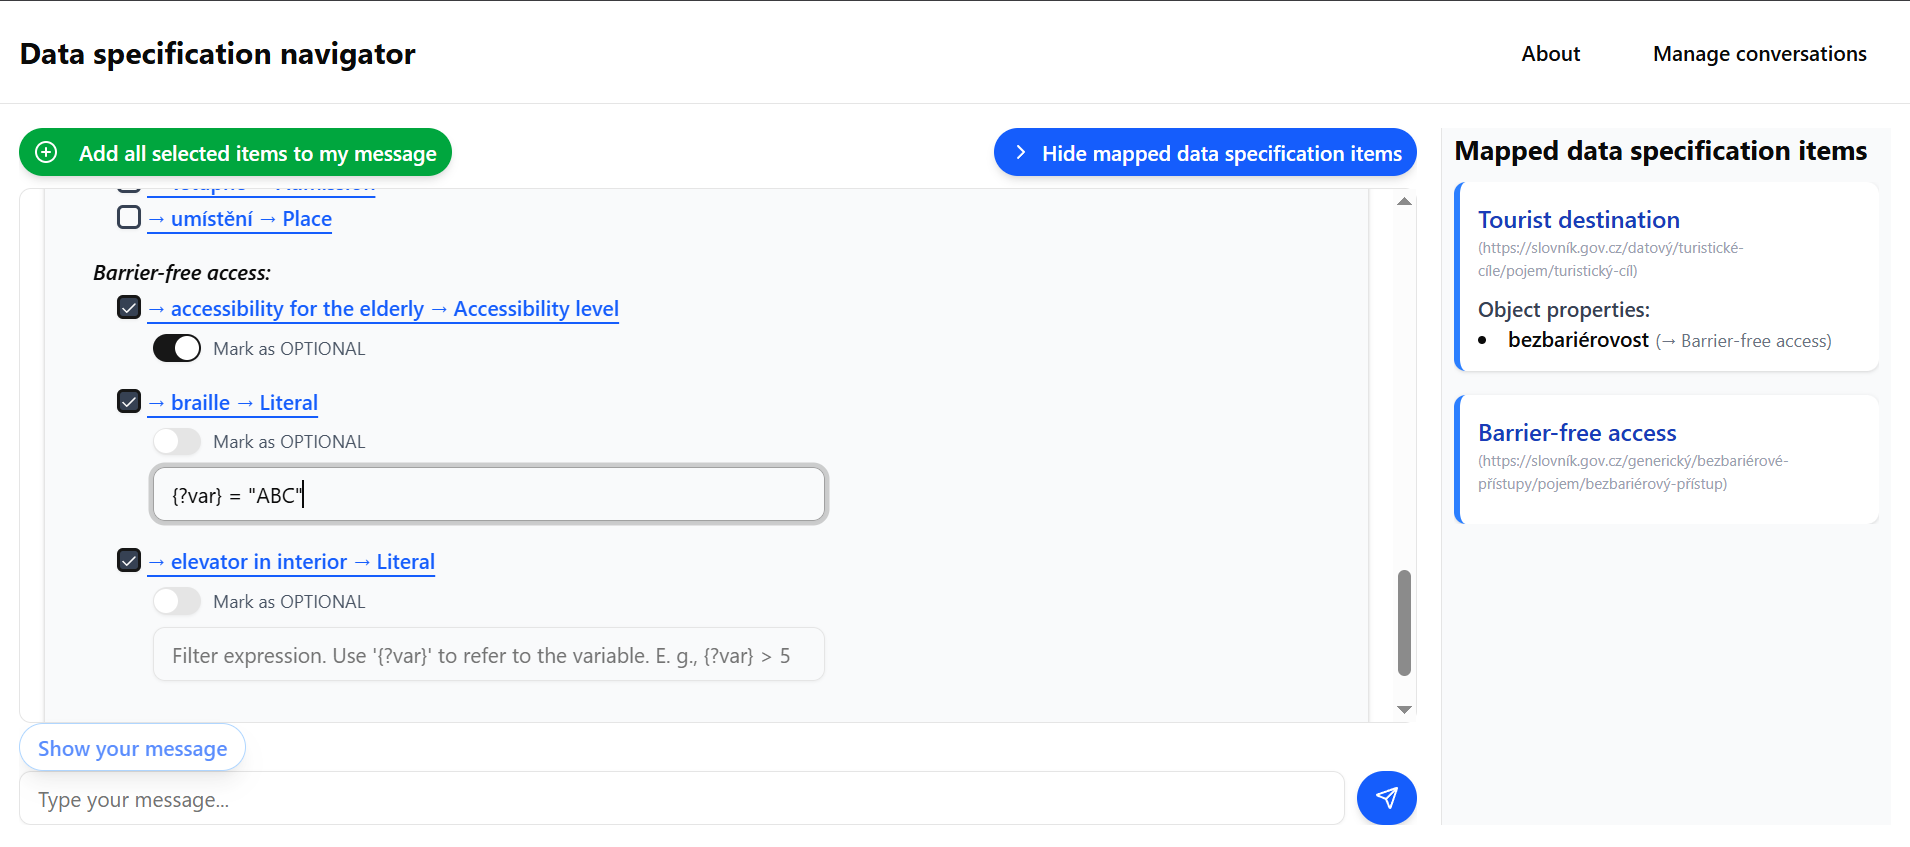 Data specification navigator
About
Manage conversations
Add all selected items to my message
Hide mapped data specification items
→ umístění → Place
Barrier-free access:
→ accessibility for the elderly → Accessibility level
Mark as OPTIONAL
→ braille → Literal
Mark as OPTIONAL
{?var} = "ABC"
→ elevator in interior → Literal
Mark as OPTIONAL
Filter expression. Use '{?var}' to refer to the variable. E. g., {?var} > 5
Show your message
Type your message...
Mapped data specification items
Tourist destination
(https://slovník.gov.cz/datový/turistické-
cíle/pojem/turistický-cíl)
Object properties:
bezbariérovost (→ Barrier-free access)
Barrier-free access
(https://slovník.gov.cz/generický/bezbariérové-
přístupy/pojem/bezbariérový-přístup)